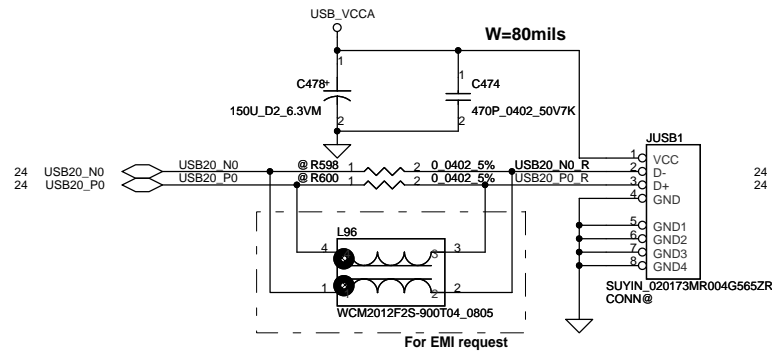 USB_VCCA
W=80mils
1
1
C478
+
C474
150U_D2_6.3VM
470P_0402_50V7K
2
2
JUSB1
24 USB20_N0 USB20_N0 @ R598 1 2 0_0402_5% USB20_N0_R
24 USB20_P0 USB20_P0 @ R600 1 2 0_0402_5% USB20_P0_R
1 VCC
2 D-
3 D+
4 GND
5 GND1
6 GND2
7 GND3
8 GND4
24
24
L96
4 3 3
1 2 2
WCM2012F2S-900T04_0805
SUYIN_020173MR004G565ZR
CONN@
For EMI request